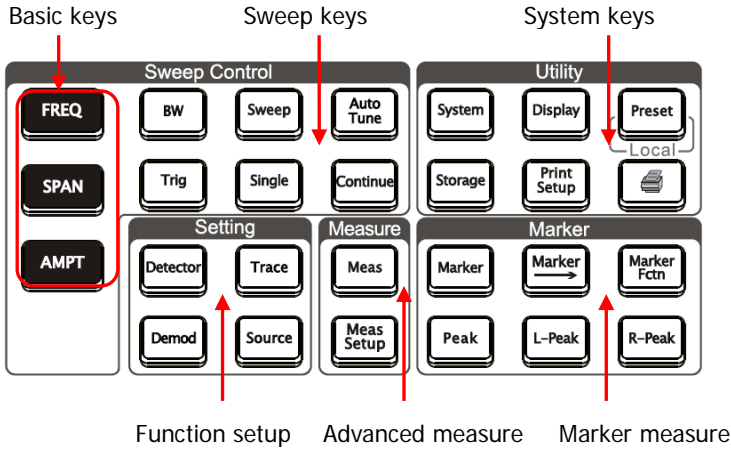 Basic keys Sweep keys System keys
Sweep Control Utility
FREQ BW Sweep Auto Tune System Display Preset
Local
SPAN Trig Single Continue Storage Print Setup
Setting Measure Marker
AMPT Detector Trace Meas Marker Marker Marker Fctn
Demod Source Meas Setup Peak L-Peak R-Peak
Function setup Advanced measure Marker measure